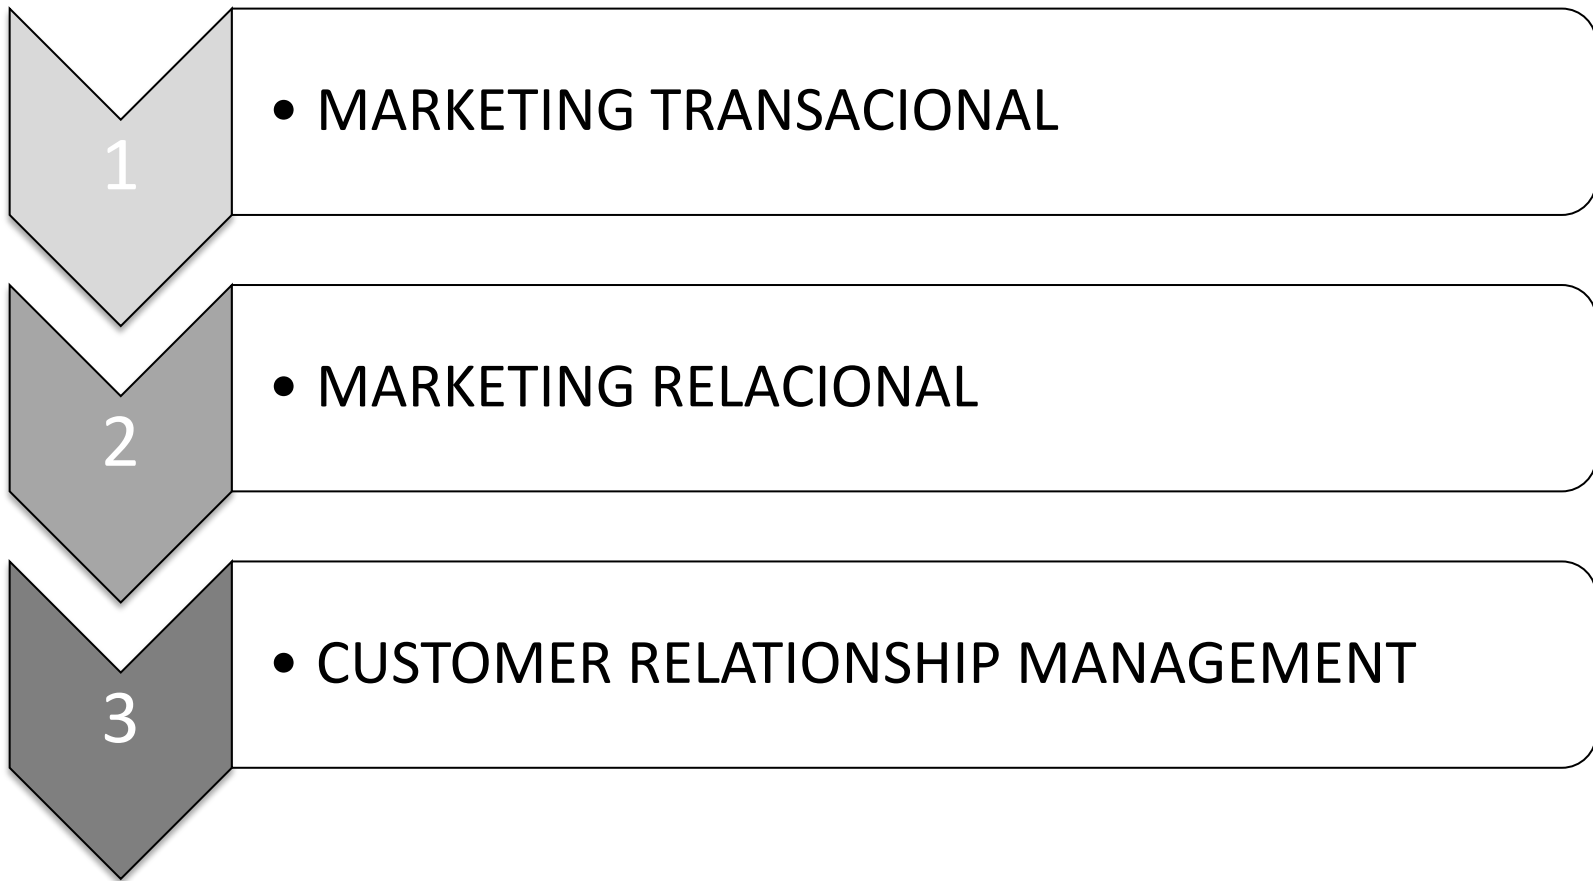 1
• MARKETING TRANSACIONAL
2
• MARKETING RELACIONAL
3
• CUSTOMER RELATIONSHIP MANAGEMENT